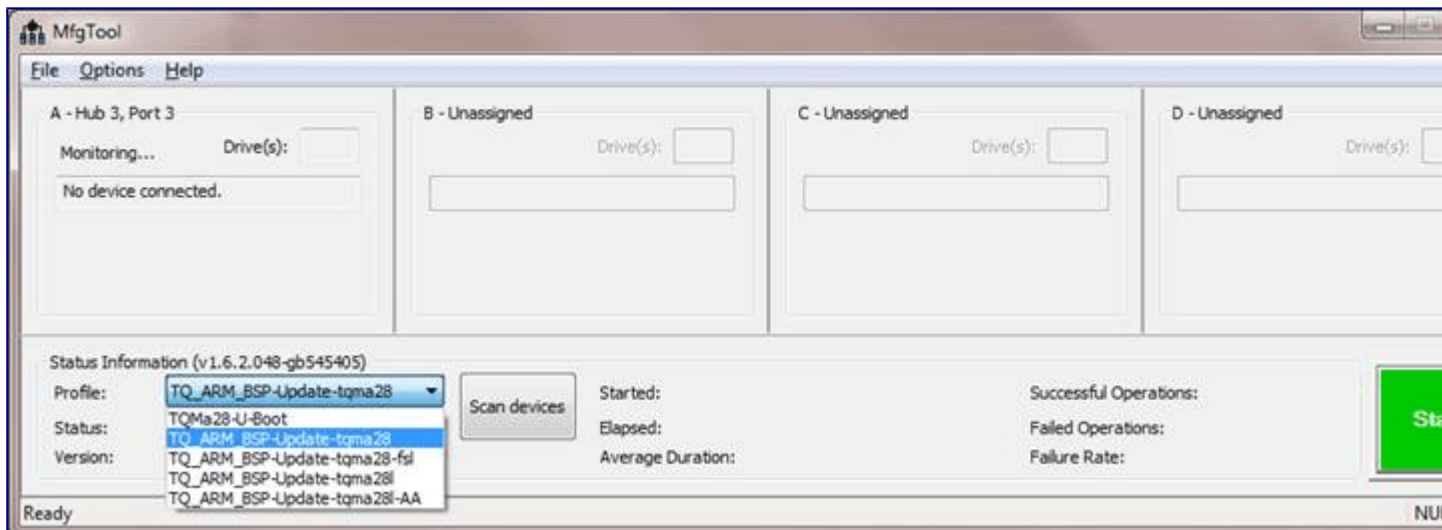 MfgTool
File Options Help
A - Hub 3, Port 3
B - Unassigned
C - Unassigned
D - Unassigned
Monitoring... Drive(s):
Drive(s):
Drive(s):
Drive(s):
No device connected.
Status Information (v1.6.2.048-gb545405)
Profile: TQ_ARM_BSP-Update-tqma28
Scan devices
Started:
Successful Operations:
TQMa28-U-Boot
Status:
TQ_ARM_BSP-Update-tqma28
Elapsed:
Failed Operations:
Sta
Version:
TQ_ARM_BSP-Update-tqma28-fsl
Average Duration:
Failure Rate:
TQ_ARM_BSP-Update-tqma28l
TQ_ARM_BSP-Update-tqma28l-AA
Ready
NU